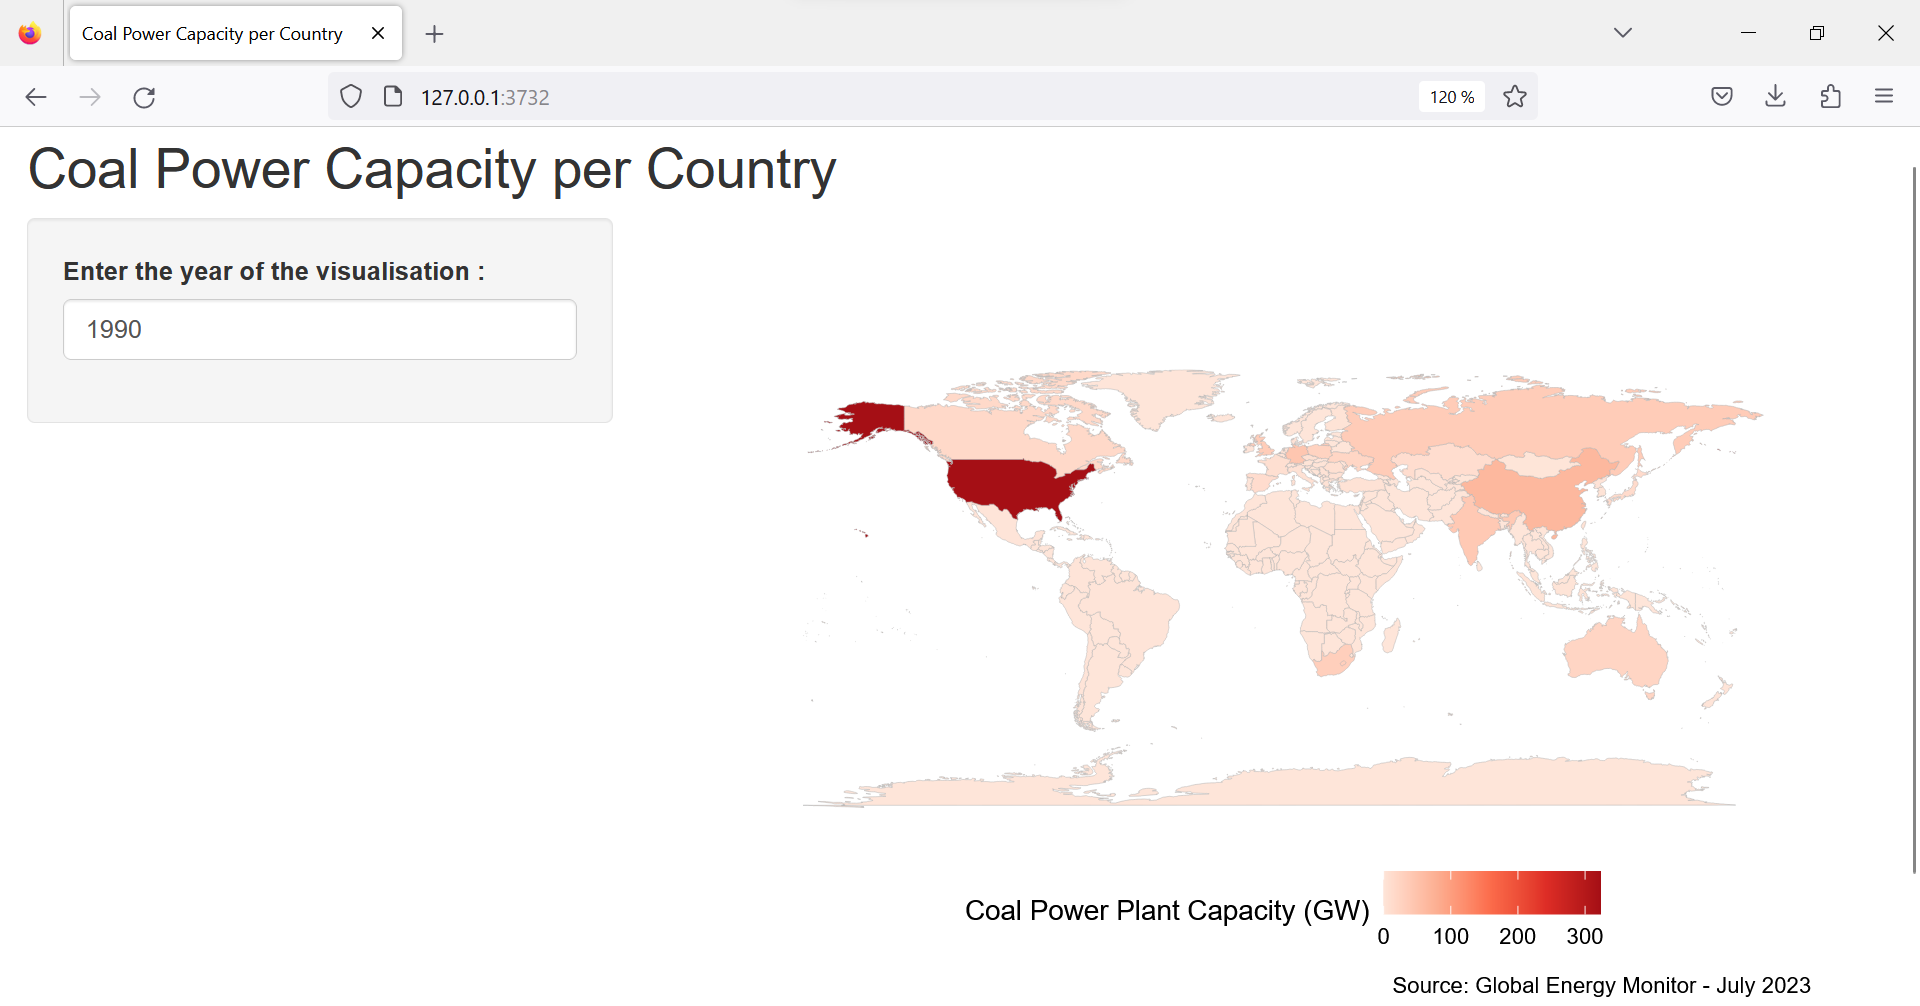 Coal Power Capacity per Country
127.0.0.1:3732
120 %
Coal Power Capacity per Country
Enter the year of the visualisation :
1990
Coal Power Plant Capacity (GW)
0 100 200 300
Source: Global Energy Monitor - July 2023